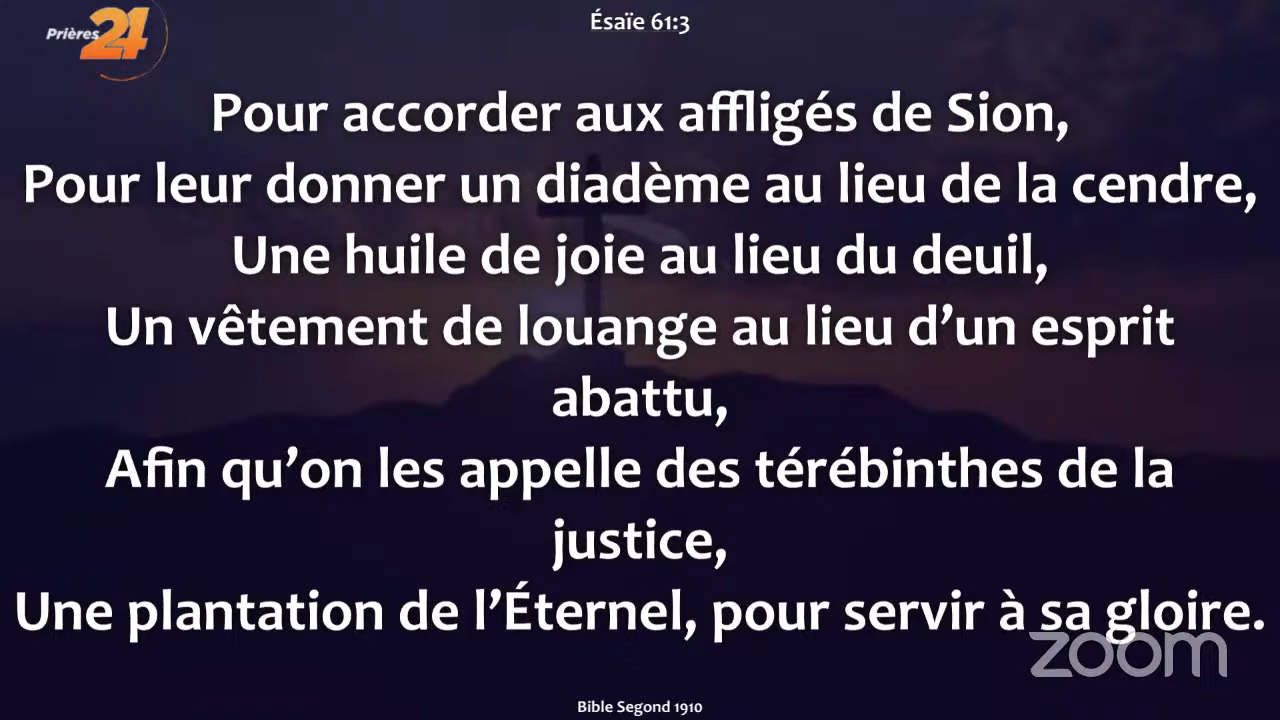 Prières 24
Ésaïe 61:3
Pour accorder aux affligés de Sion,
Pour leur donner un diadème au lieu de la cendre,
Une huile de joie au lieu du deuil,
Un vêtement de louange au lieu d’un esprit
abattu,
Afin qu’on les appelle des térébinthes de la
justice,
Une plantation de l’Éternel, pour servir à sa gloire.
zoom
Bible Segond 1910